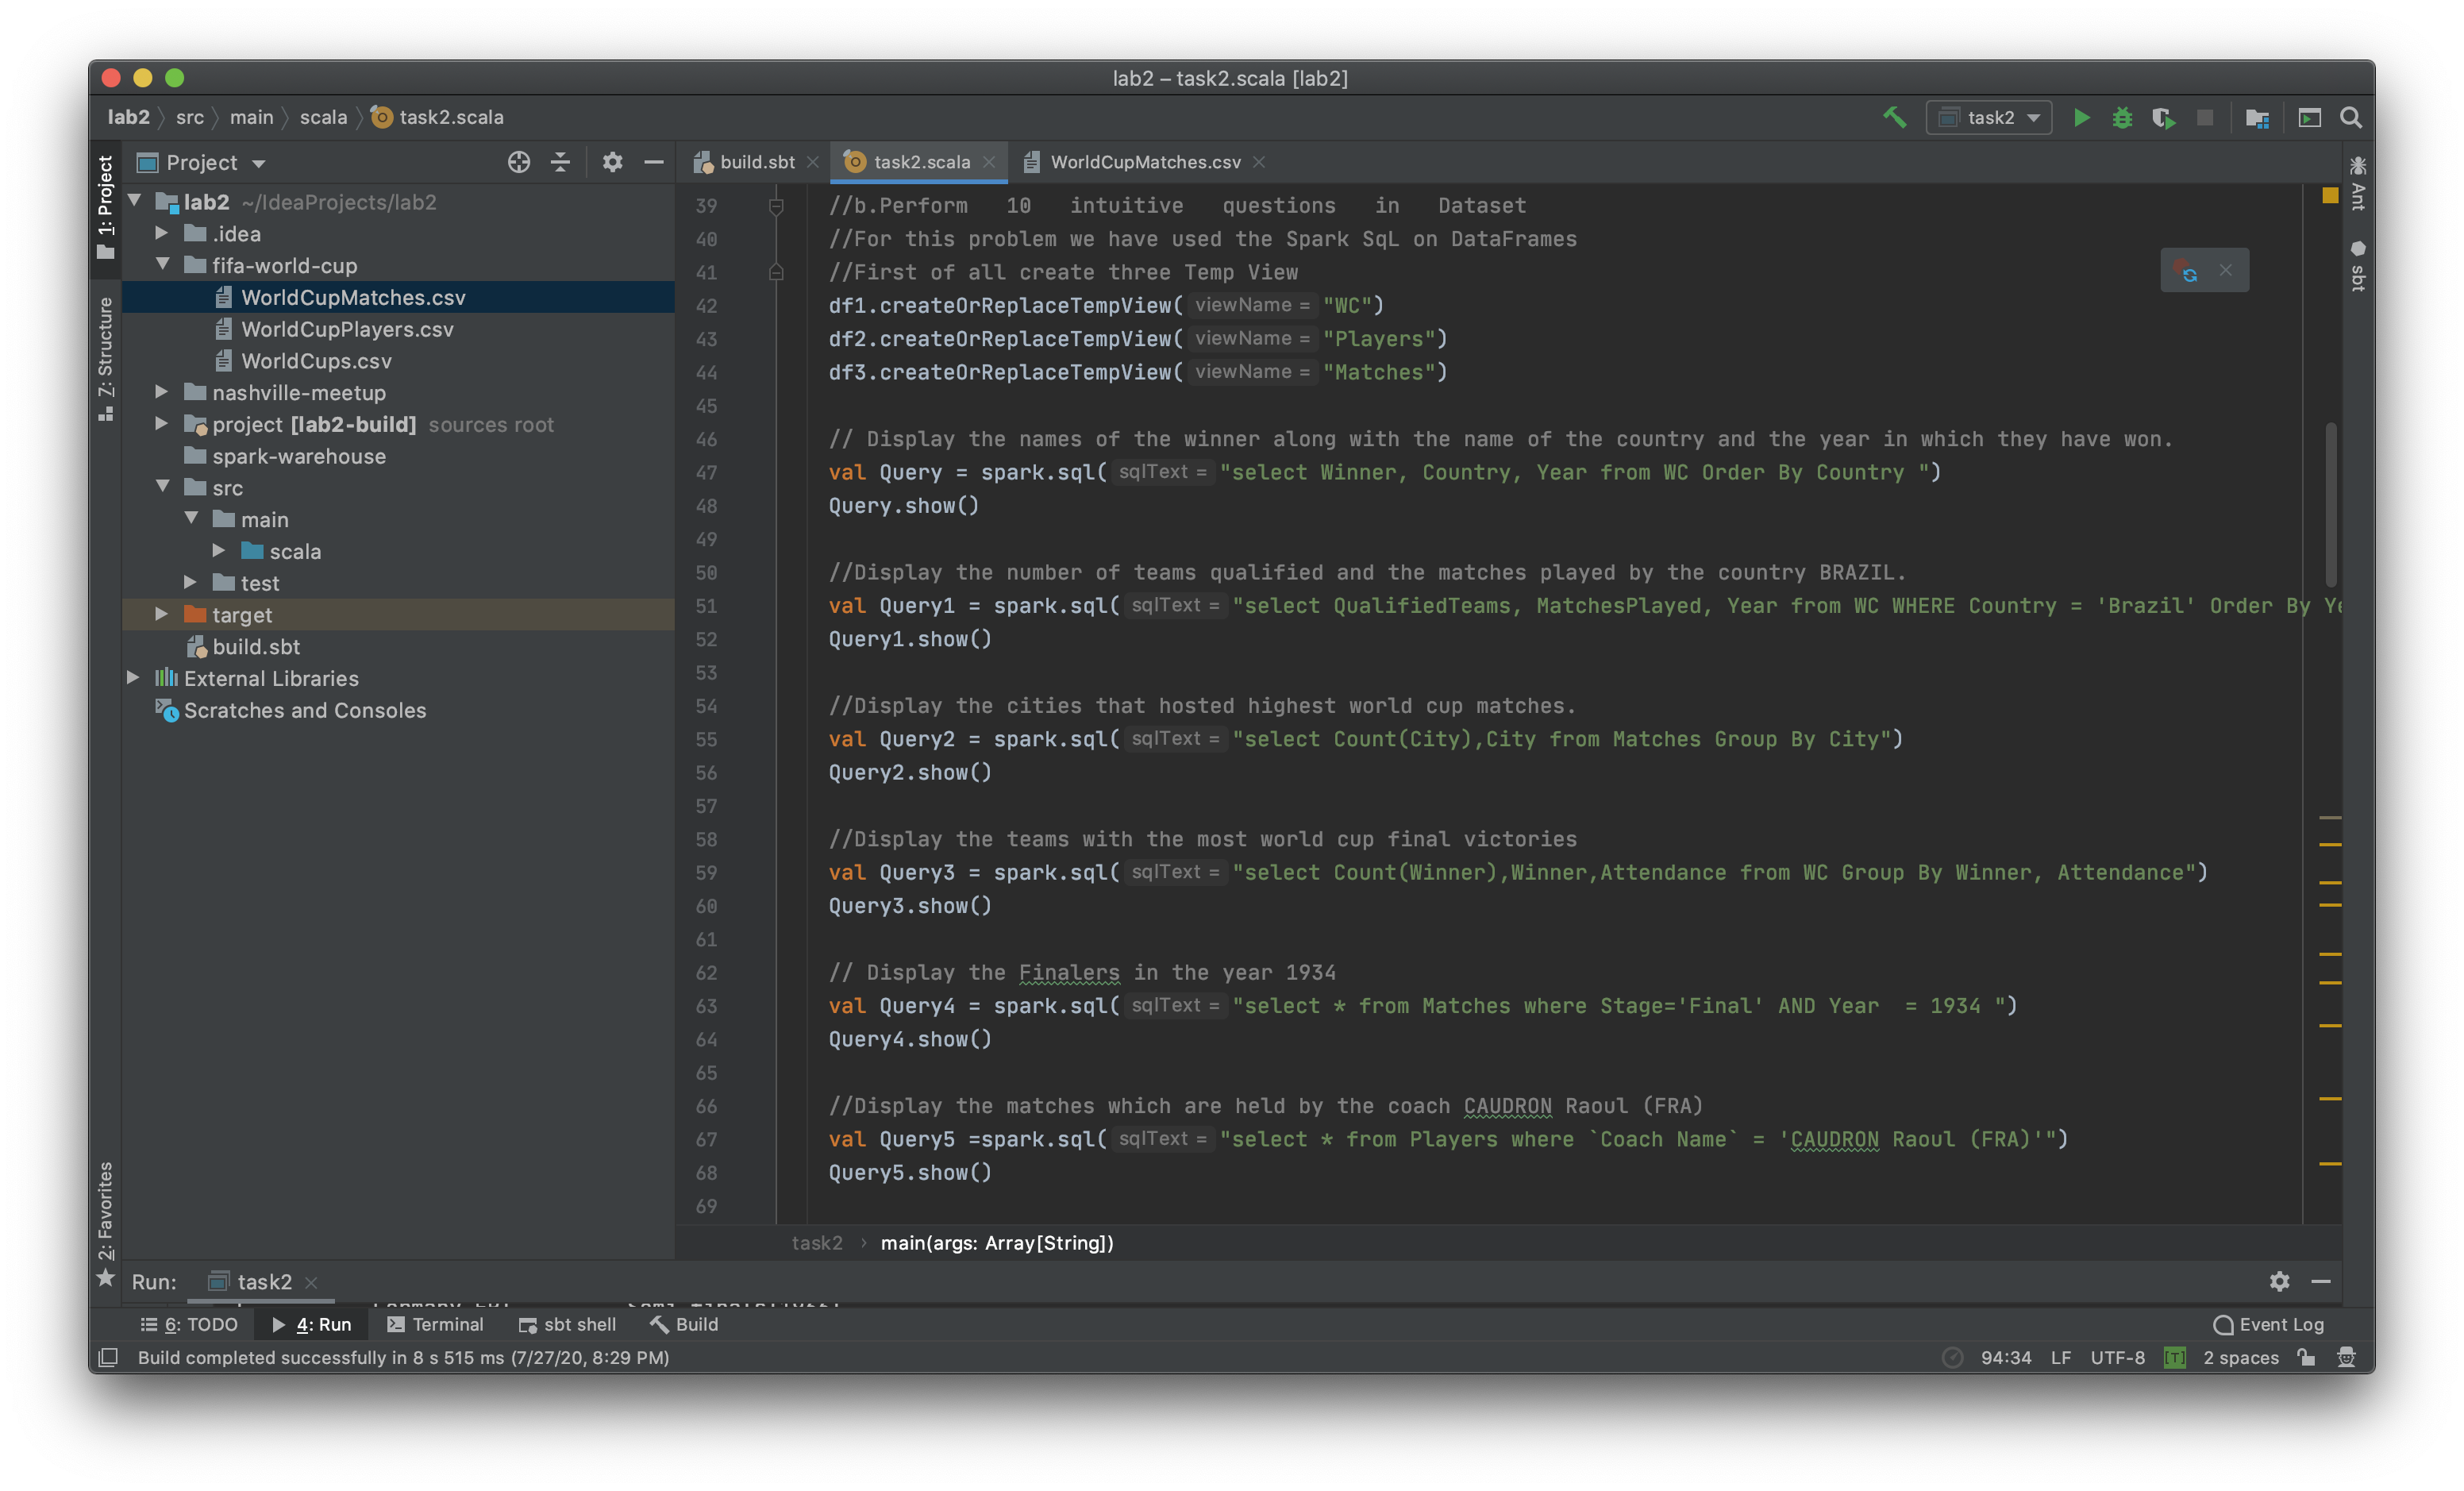 lab2 – task2.scala [lab2]
lab2 src main scala task2.scala
task2
Project
build.sbt task2.scala WorldCupMatches.csv
1: Project
7: Structure
2: Favorites
lab2 ~/IdeaProjects/lab2
.idea
fifa-world-cup
WorldCupMatches.csv
WorldCupPlayers.csv
WorldCups.csv
nashville-meetup
project [lab2-build] sources root
spark-warehouse
src
main
scala
test
target
build.sbt
External Libraries
Scratches and Consoles
39 //b.Perform 10 intuitive questions in Dataset
40 //For this problem we have used the Spark SqL on DataFrames
41 //First of all create three Temp View
42 df1.createOrReplaceTempView( viewName = "WC")
43 df2.createOrReplaceTempView( viewName = "Players")
44 df3.createOrReplaceTempView( viewName = "Matches")
45
46 // Display the names of the winner along with the name of the country and the year in which they have won.
47 val Query = spark.sql( sqlText = "select Winner, Country, Year from WC Order By Country ")
48 Query.show()
49
50 //Display the number of teams qualified and the matches played by the country BRAZIL.
51 val Query1 = spark.sql( sqlText = "select QualifiedTeams, MatchesPlayed, Year from WC WHERE Country = 'Brazil' Order By Ye
52 Query1.show()
53
54 //Display the cities that hosted highest world cup matches.
55 val Query2 = spark.sql( sqlText = "select Count(City),City from Matches Group By City")
56 Query2.show()
57
58 //Display the teams with the most world cup final victories
59 val Query3 = spark.sql( sqlText = "select Count(Winner),Winner,Attendance from WC Group By Winner, Attendance")
60 Query3.show()
61
62 // Display the Finalers in the year 1934
63 val Query4 = spark.sql( sqlText = "select * from Matches where Stage='Final' AND Year  = 1934 ")
64 Query4.show()
65
66 //Display the matches which are held by the coach CAUDRON Raoul (FRA)
67 val Query5 =spark.sql( sqlText = "select * from Players where `Coach Name` = 'CAUDRON Raoul (FRA)'")
68 Query5.show()
69
Ant
sbt
task2 › main(args: Array[String])
Run: task2
6: TODO 4: Run Terminal sbt shell Build Event Log
Build completed successfully in 8 s 515 ms (7/27/20, 8:29 PM) 94:34 LF UTF-8 [T] 2 spaces